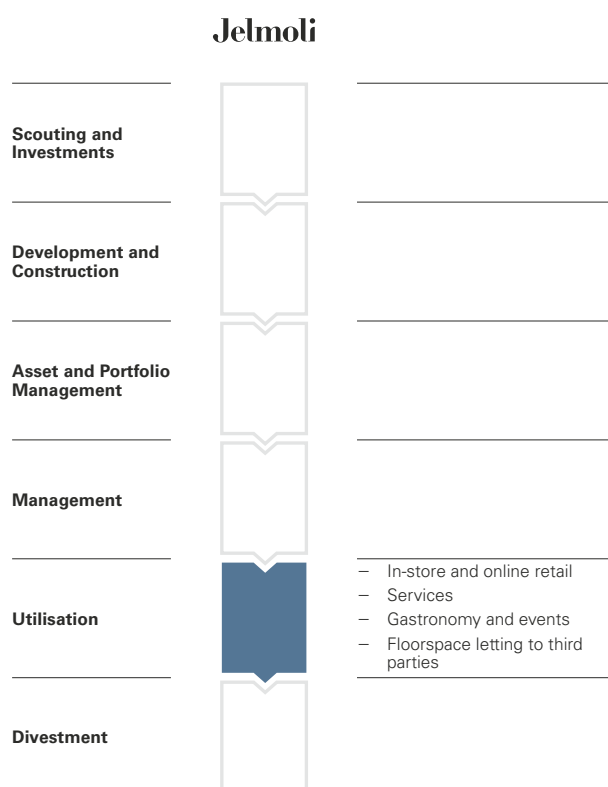 Jelmoli
Scouting and
Investments
Development and
Construction
Asset and Portfolio
Management
Management
Utilisation
– In-store and online retail
– Services
– Gastronomy and events
– Floorspace letting to third
parties
Divestment